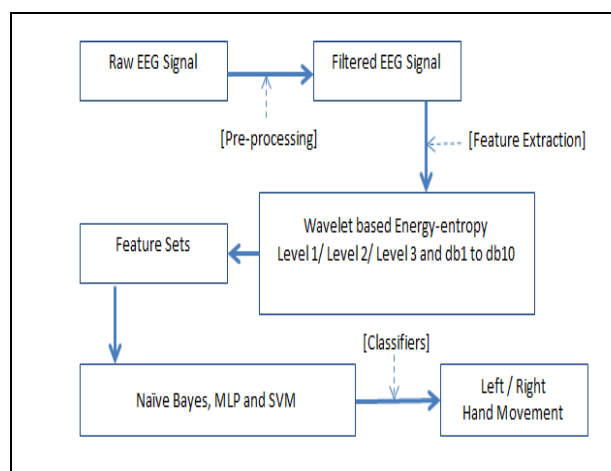 Raw EEG Signal
Filtered EEG Signal
[Pre-processing]
[Feature Extraction]
Wavelet based Energy-entropy
Level 1/ Level 2/ Level 3 and db1 to db10
Feature Sets
[Classifiers]
Naïve Bayes, MLP and SVM
Left / Right
Hand Movement